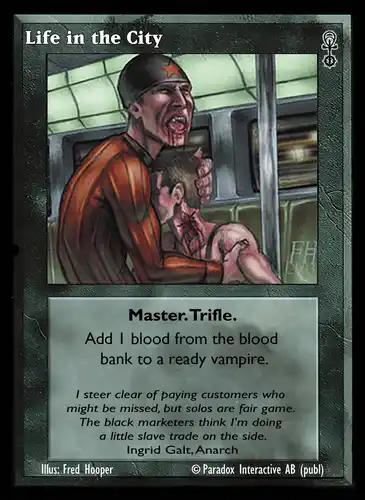 Life in the City
FH
Master. Trifle.
Add 1 blood from the blood
bank to a ready vampire.
I steer clear of paying customers who
might be missed, but solos are fair game.
The black marketers think I'm doing
a little slave trade on the side.
Ingrid Galt, Anarch
Illus: Fred Hooper © Paradox Interactive AB (publ)